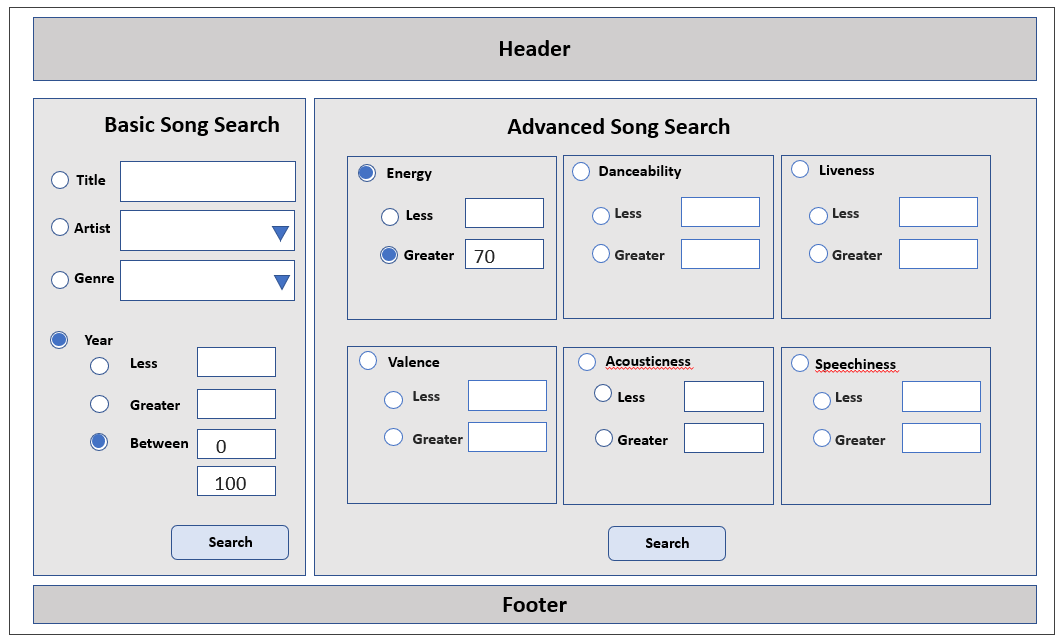 Header
Basic Song Search
Title
Artist
Genre
Year
Less
Greater
Between 0
100
Search
Advanced Song Search
Energy
Less
Greater 70
Danceability
Less
Greater
Liveness
Less
Greater
Valence
Less
Greater
Acousticness
Less
Greater
Speechiness
Less
Greater
Search
Footer